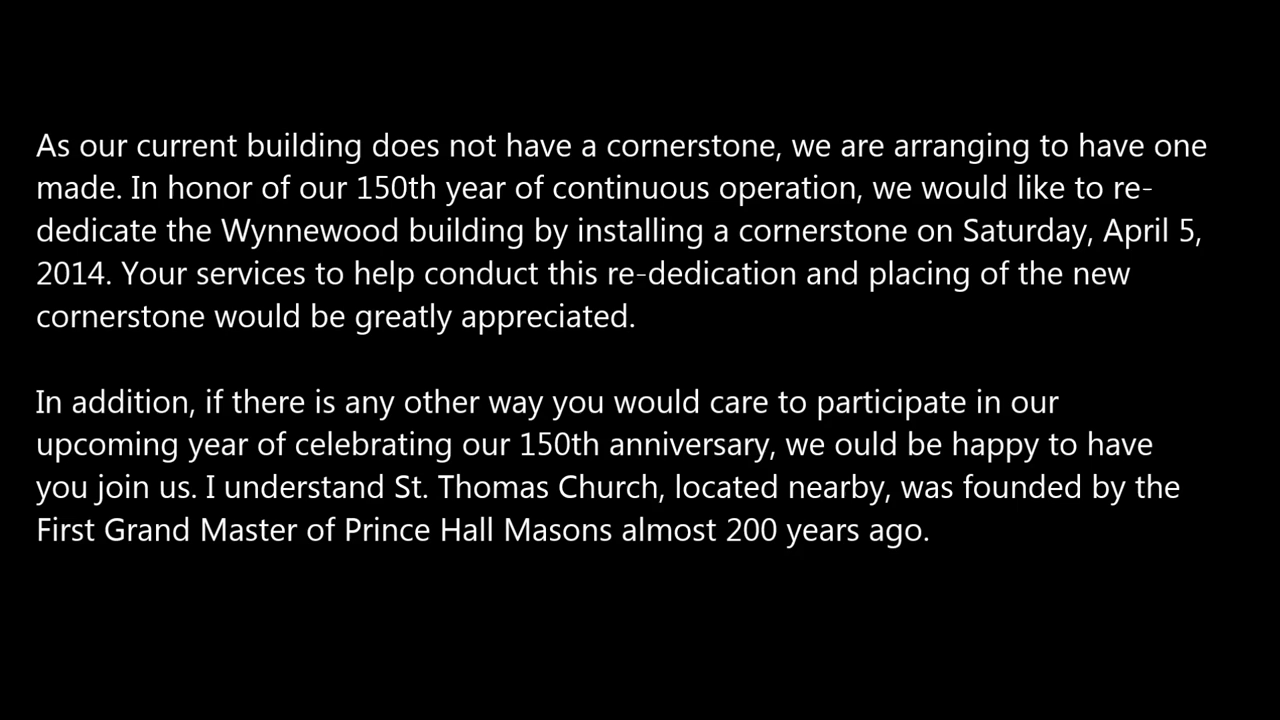 As our current building does not have a cornerstone, we are arranging to have one
made. In honor of our 150th year of continuous operation, we would like to re-
dedicate the Wynnewood building by installing a cornerstone on Saturday, April 5,
2014. Your services to help conduct this re-dedication and placing of the new
cornerstone would be greatly appreciated.

In addition, if there is any other way you would care to participate in our
upcoming year of celebrating our 150th anniversary, we ould be happy to have
you join us. I understand St. Thomas Church, located nearby, was founded by the
First Grand Master of Prince Hall Masons almost 200 years ago.